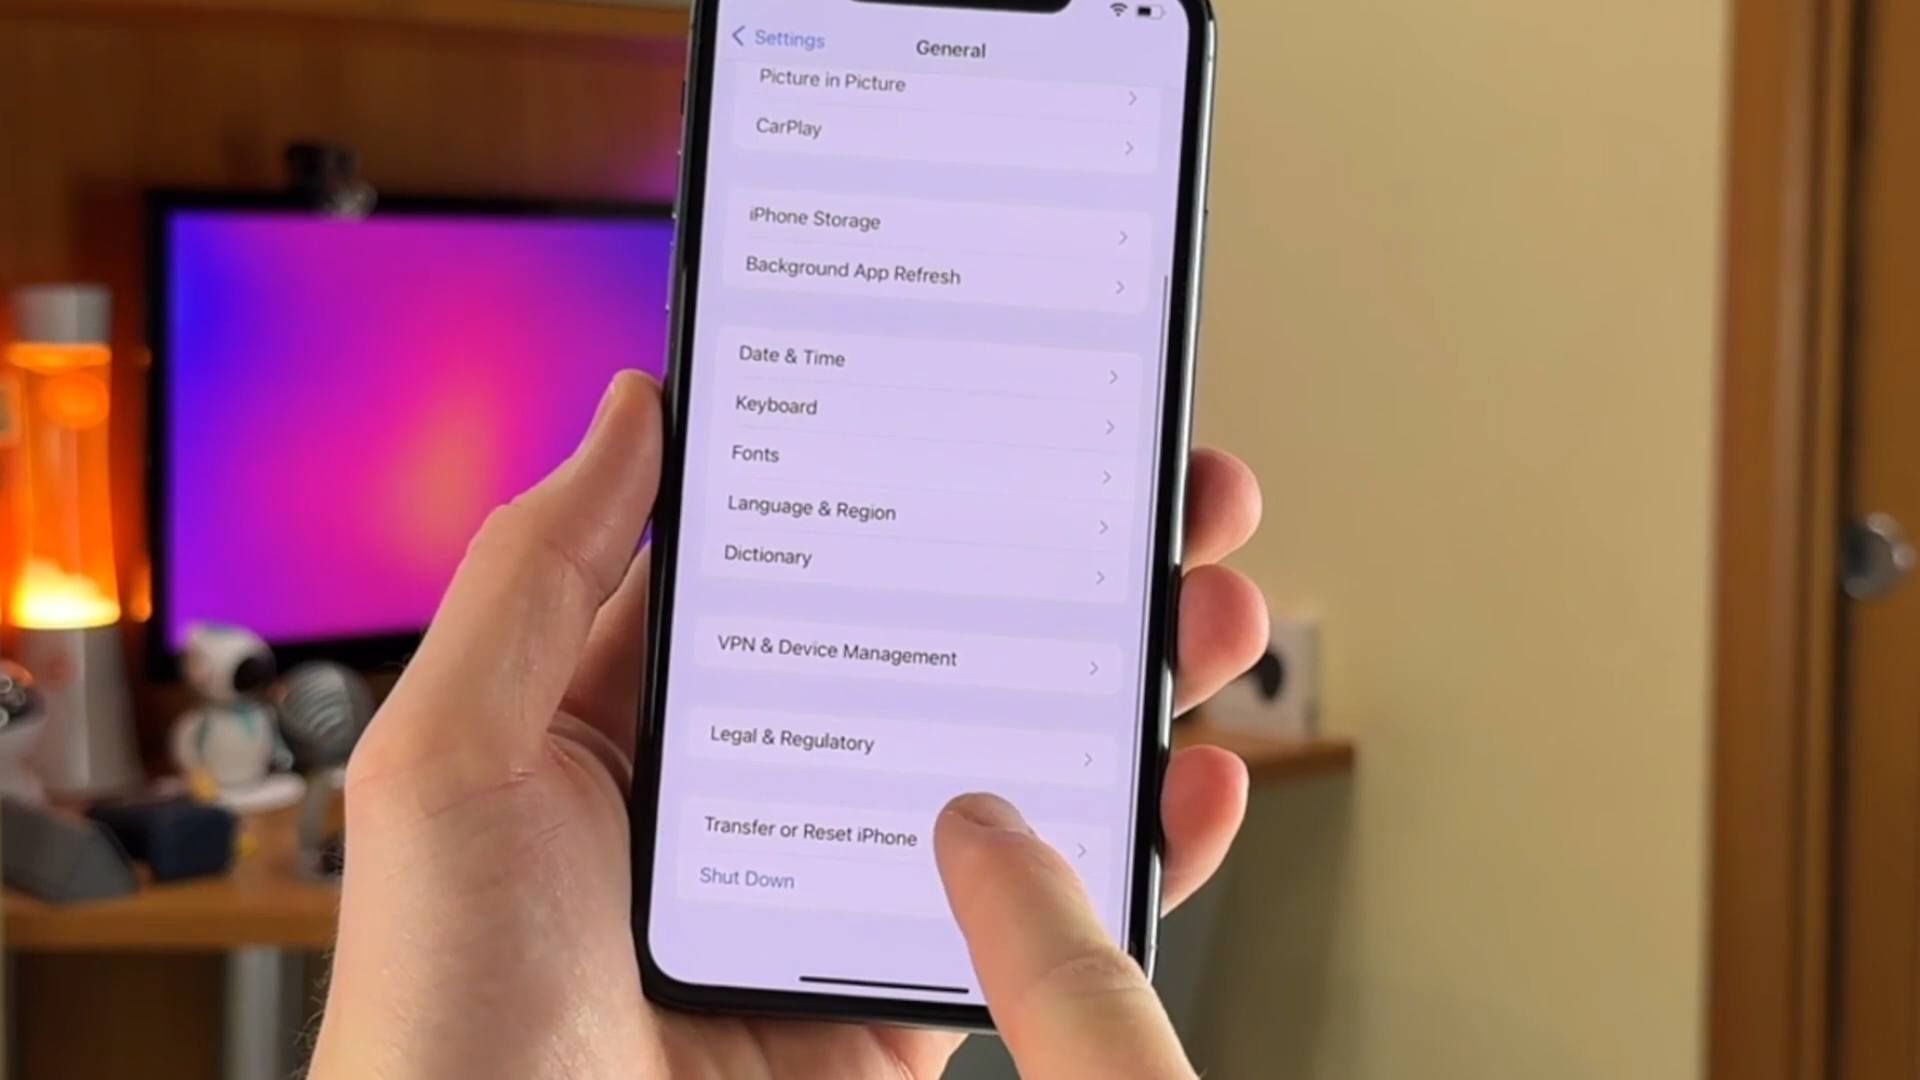 Settings
General
Picture in Picture
CarPlay
iPhone Storage
Background App Refresh
Date & Time
Keyboard
Fonts
Language & Region
Dictionary
VPN & Device Management
Legal & Regulatory
Transfer or Reset iPhone
Shut Down